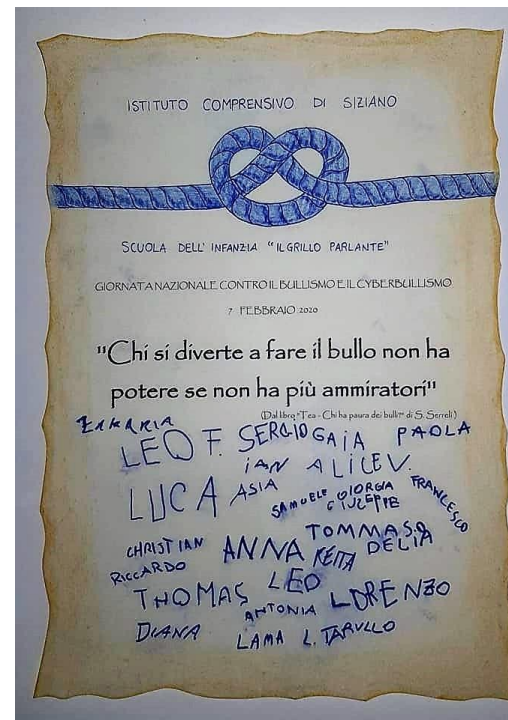 ISTITUTO COMPRENSIVO DI SIZIANO
SCUOLA DELL' INFANZIA "IL GRILLO PARLANTE"
GIORNATA NAZIONALE CONTRO IL BULLISMO E IL CYBERBULLISMO
7 FEBBRAIO 2020
"Chi si diverte a fare il bullo non ha
potere se non ha più ammiratori"
(Dal libro "Tea - Chi ha paura dei bulli?" di S. Serreli)
LEO F. SERGIO GAIA PAOLA
IAN ALICE V.
LUCA ASIA SAMUELE GIORGIA FRANCESCO
GIUSEPPE
CHRISTIAN ANNA KEITA TOMMASO
DELIA
RICCARDO
THOMAS LEO
ANTONIA LORENZO
DIANA LAMA L. TARULLO